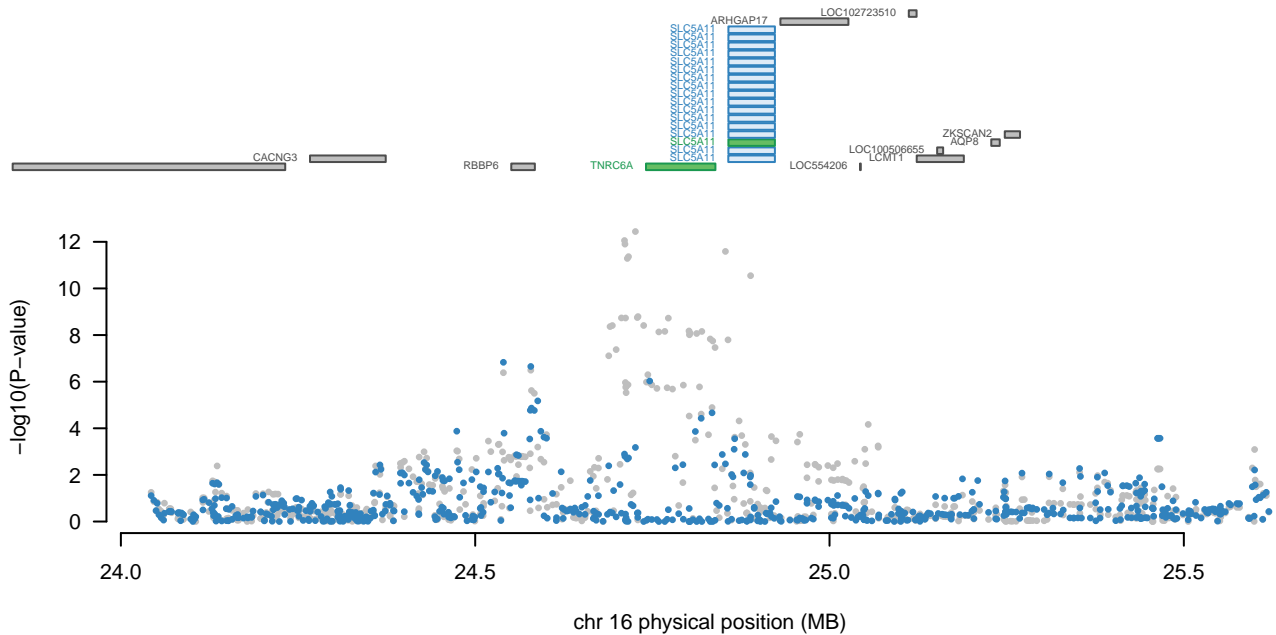 LOC102723510
ARHGAP17
SLC5A11
SLC5A11
SLC5A11
SLC5A11
SLC5A11
SLC5A11
SLC5A11
SLC5A11
SLC5A11
SLC5A11
SLC5A11
SLC5A11
SLC5A11
SLC5A11
ZKSCAN2
SLC5A11
AQP8
SLC5A11
LOC100506655
CACNG3
SLC5A11
LCMT1
RBBP6
TNRC6A
LOC554206
12
10
8
6
4
2
0
−log10(P−value)
24.0 24.5 25.0 25.5
chr 16 physical position (MB)